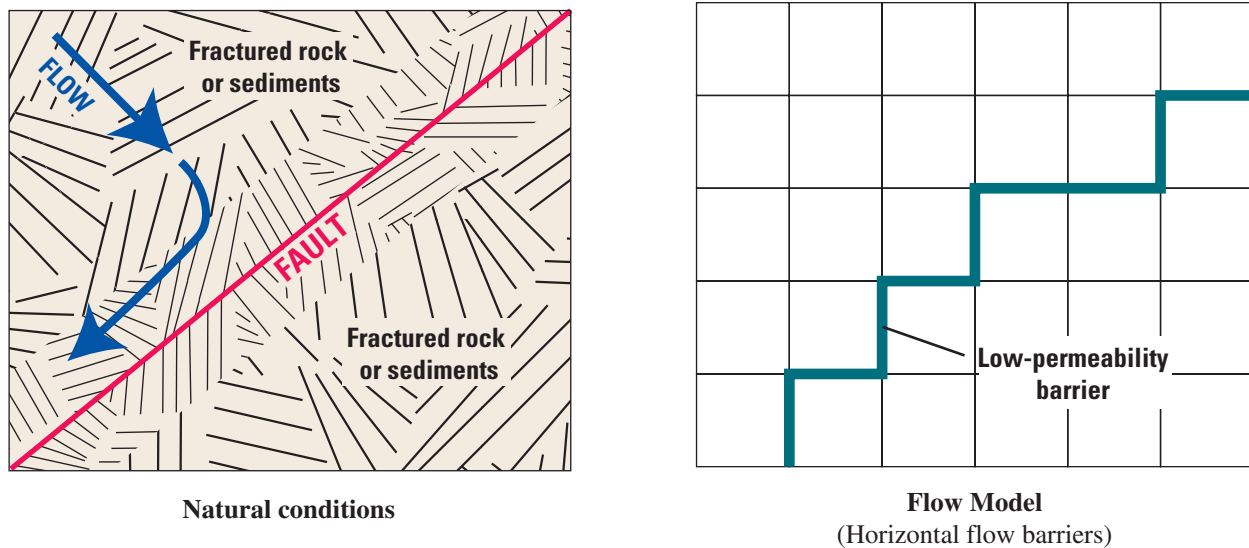 Fractured rock
or sediments
FLOW
FAULT
Fractured rock
or sediments
Natural conditions
Low-permeability
barrier
Flow Model
(Horizontal flow barriers)